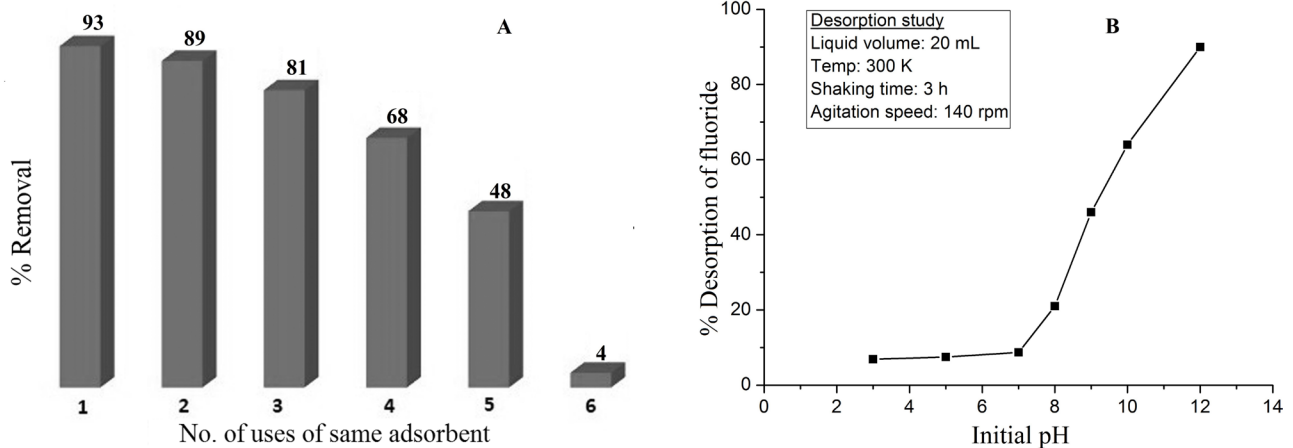 A
93
89
81
68
48
4
% Removal
1 2 3 4 5 6
No. of uses of same adsorbent
B
Desorption study
Liquid volume: 20 mL
Temp: 300 K
Shaking time: 3 h
Agitation speed: 140 rpm
% Desorption of fluoride
100
80
60
40
20
0
0 2 4 6 8 10 12 14
Initial pH